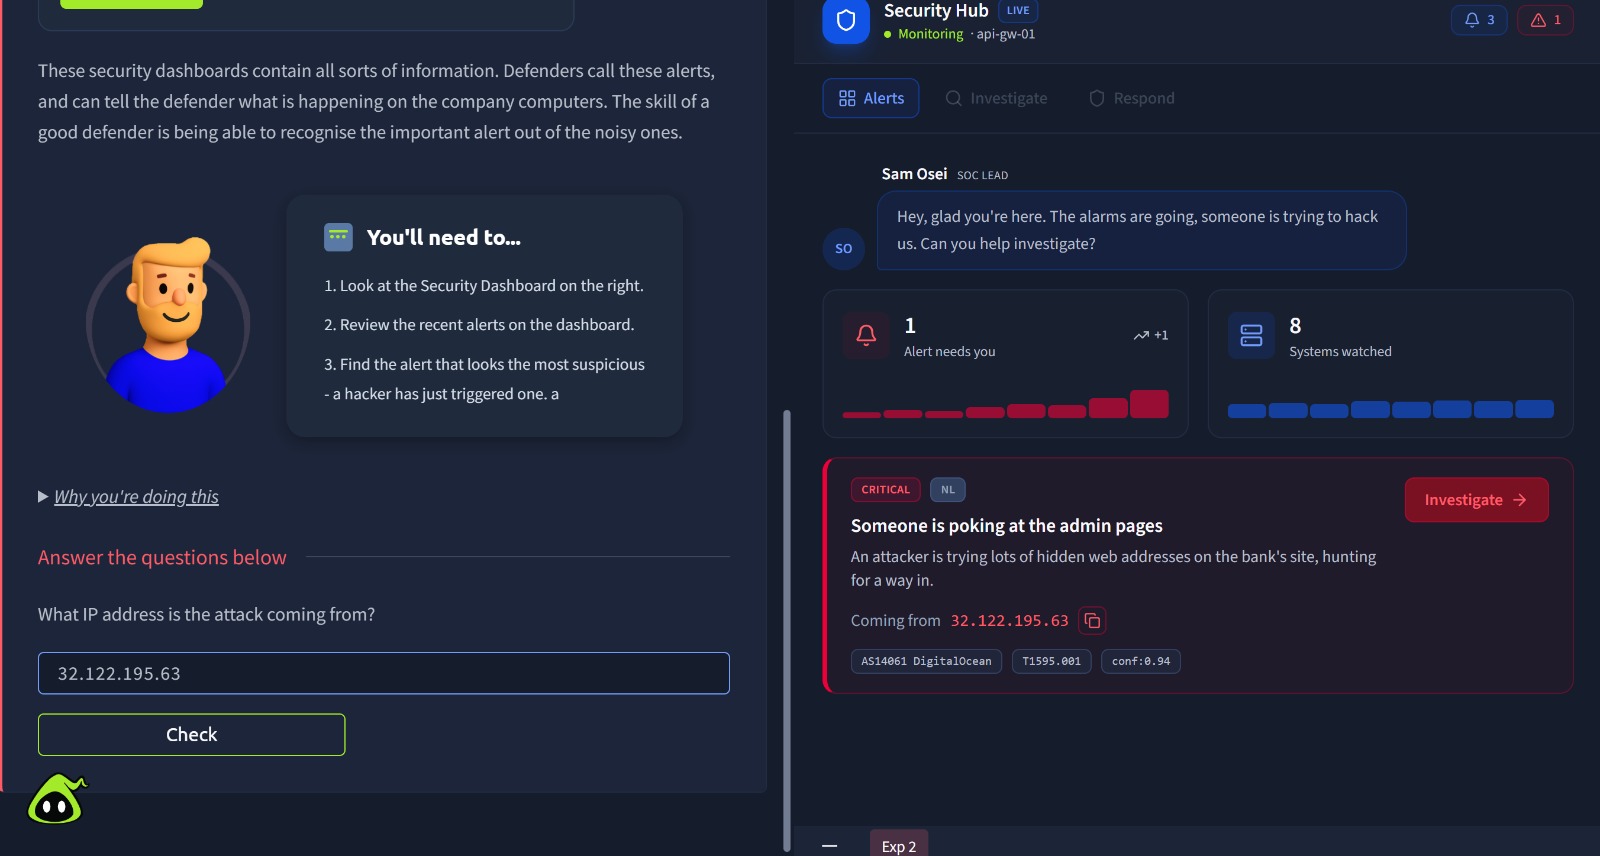 These security dashboards contain all sorts of information. Defenders call these alerts,
and can tell the defender what is happening on the company computers. The skill of a
good defender is being able to recognise the important alert out of the noisy ones.
You'll need to...
1. Look at the Security Dashboard on the right.
2. Review the recent alerts on the dashboard.
3. Find the alert that looks the most suspicious
- a hacker has just triggered one. a
Why you're doing this
Answer the questions below
What IP address is the attack coming from?
32.122.195.63
Check
Security Hub LIVE
Monitoring · api-gw-01
3
1
Alerts
Investigate
Respond
Sam Osei SOC LEAD
SO
Hey, glad you're here. The alarms are going, someone is trying to hack
us. Can you help investigate?
1
Alert needs you
+1
8
Systems watched
CRITICAL NL
Investigate
Someone is poking at the admin pages
An attacker is trying lots of hidden web addresses on the bank's site, hunting
for a way in.
Coming from 32.122.195.63
AS14061 DigitalOcean T1595.001 conf:0.94
Exp 2